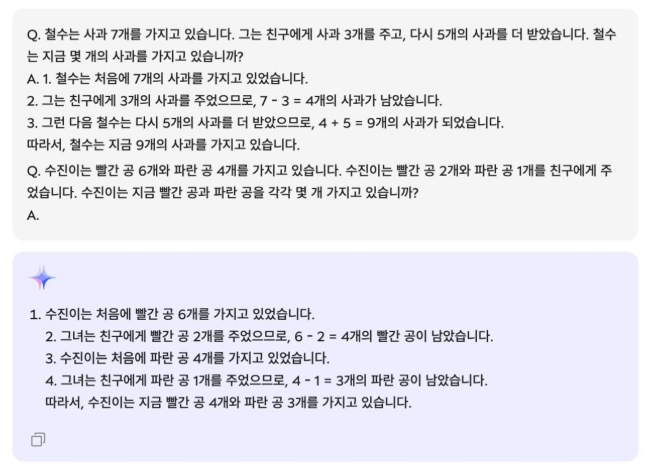 Q. 철수는 사과 7개를 가지고 있습니다. 그는 친구에게 사과 3개를 주고, 다시 5개의 사과를 더 받았습니다. 철수
는 지금 몇 개의 사과를 가지고 있습니까?
A. 1. 철수는 처음에 7개의 사과를 가지고 있었습니다.
2. 그는 친구에게 3개의 사과를 주었으므로, 7 - 3 = 4개의 사과가 남았습니다.
3. 그런 다음 철수는 다시 5개의 사과를 더 받았으므로, 4 + 5 = 9개의 사과가 되었습니다.
따라서, 철수는 지금 9개의 사과를 가지고 있습니다.
Q. 수진이는 빨간 공 6개와 파란 공 4개를 가지고 있습니다. 수진이는 빨간 공 2개와 파란 공 1개를 친구에게 주
었습니다. 수진이는 지금 빨간 공과 파란 공을 각각 몇 개 가지고 있습니까?
A.
1. 수진이는 처음에 빨간 공 6개를 가지고 있었습니다.
2. 그녀는 친구에게 빨간 공 2개를 주었으므로, 6 - 2 = 4개의 빨간 공이 남았습니다.
3. 수진이는 처음에 파란 공 4개를 가지고 있었습니다.
4. 그녀는 친구에게 파란 공 1개를 주었으므로, 4 - 1 = 3개의 파란 공이 남았습니다.
따라서, 수진이는 지금 빨간 공 4개와 파란 공 3개를 가지고 있습니다.